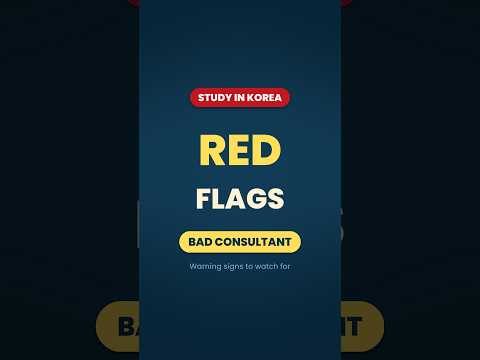 STUDY IN KOREA
RED
FLAGS
BAD CONSULTANT
Warning signs to watch for